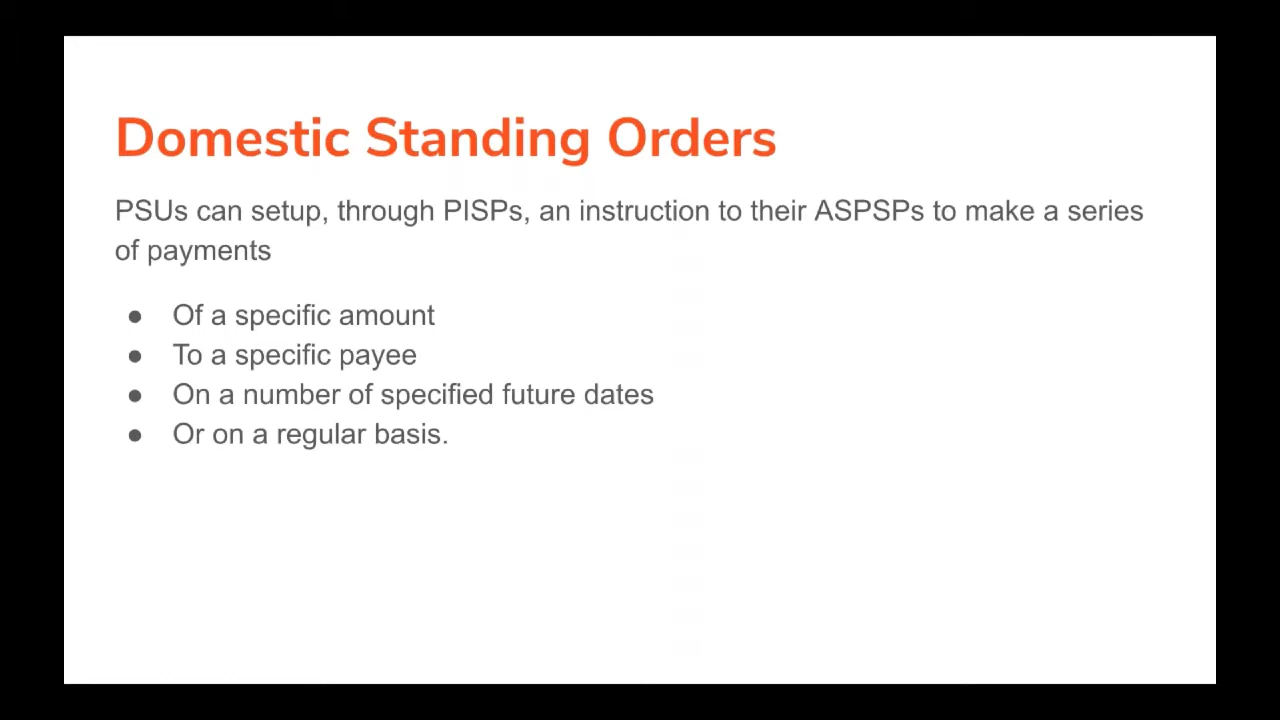 Domestic Standing Orders
PSUs can setup, through PISPs, an instruction to their ASPSPs to make a series
of payments
● Of a specific amount
● To a specific payee
● On a number of specified future dates
● Or on a regular basis.